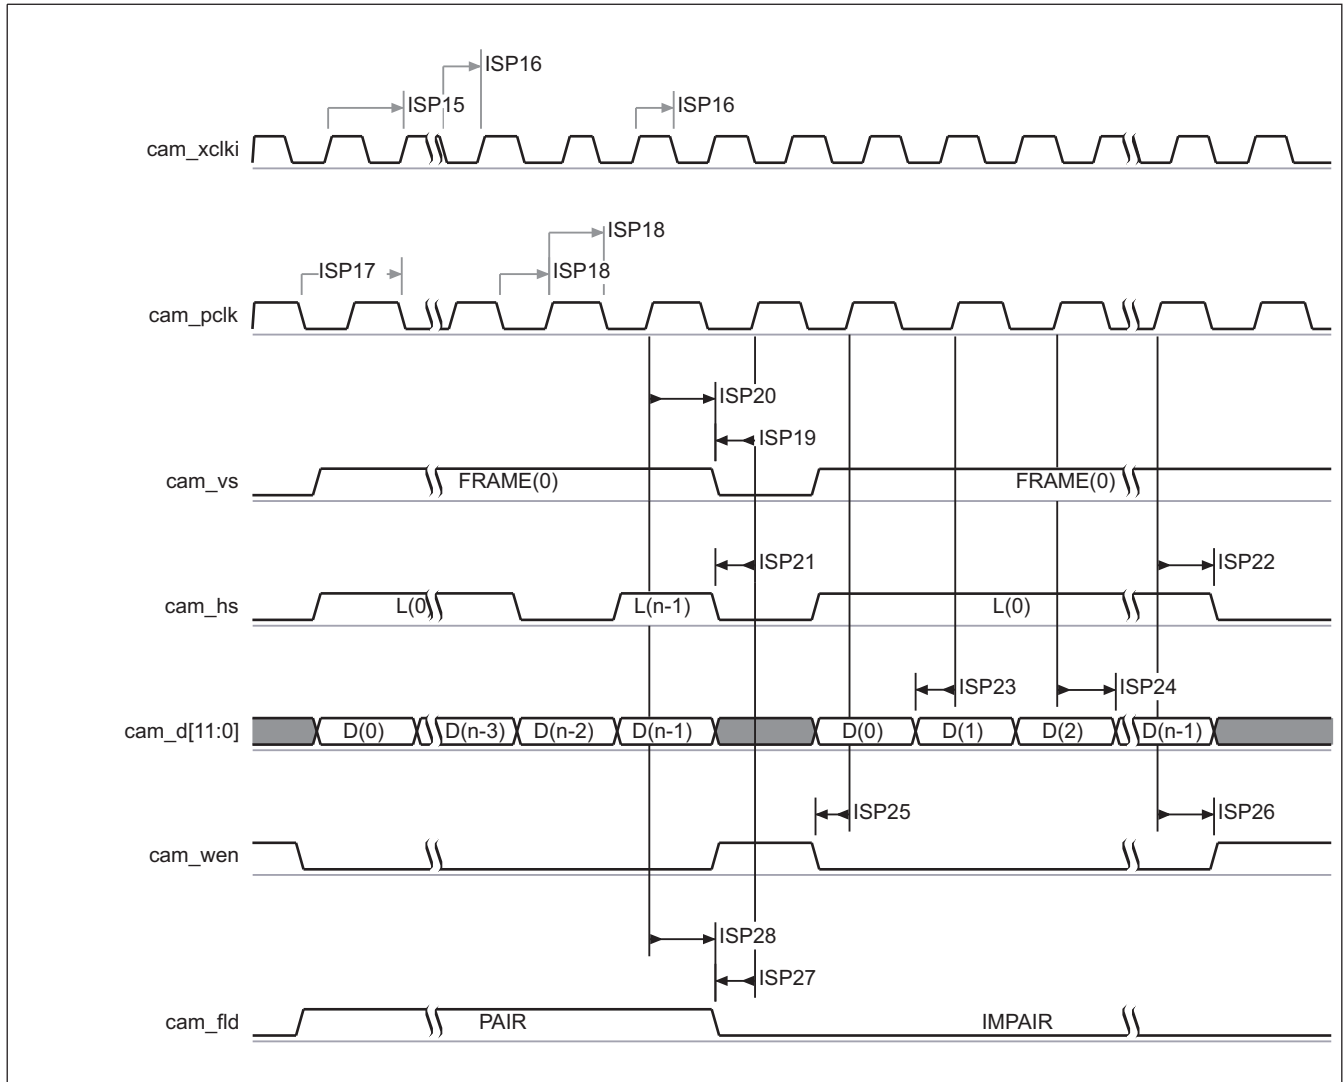 ISP16
ISP15 ISP16
cam_xclki
ISP18
ISP17 ISP18
cam_pclk
ISP20
ISP19
cam_vs FRAME(0) FRAME(0)
ISP21 ISP22
cam_hs L(0) L(n-1) L(0)
ISP23 ISP24
cam_d[11:0] D(0) D(n-3) D(n-2) D(n-1) D(0) D(1) D(2) D(n-1)
ISP25 ISP26
cam_wen
ISP28
ISP27
cam_fld PAIR IMPAIR